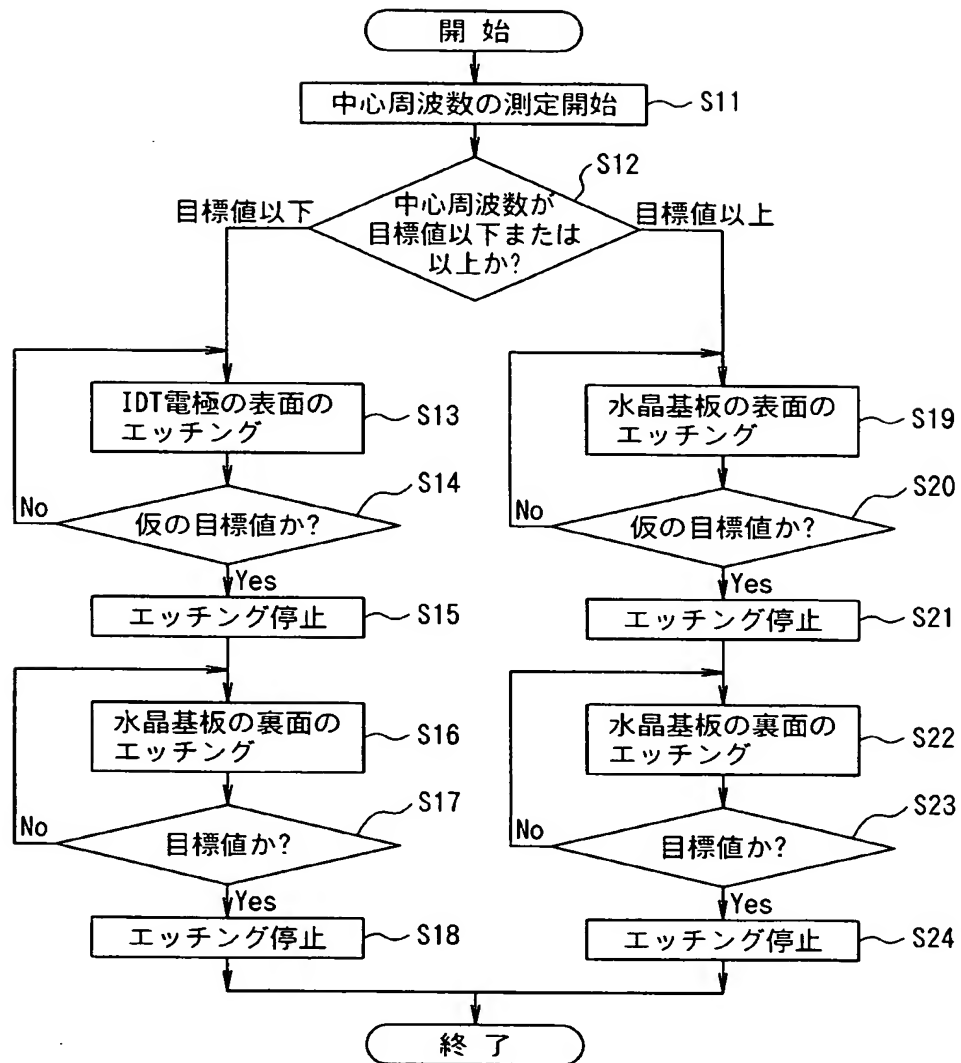 開始
中心周波数の測定開始
S11
S12
中心周波数が
目標値以下または
以上か?
目標値以下
目標値以上
IDT電極の表面の
エッチング
S13
S14
仮の目標値か?
No
Yes
エッチング停止
S15
水晶基板の裏面の
エッチング
S16
S17
目標値か?
No
Yes
エッチング停止
S18
水晶基板の表面の
エッチング
S19
S20
仮の目標値か?
No
Yes
エッチング停止
S21
水晶基板の裏面の
エッチング
S22
S23
目標値か?
No
Yes
エッチング停止
S24
終了